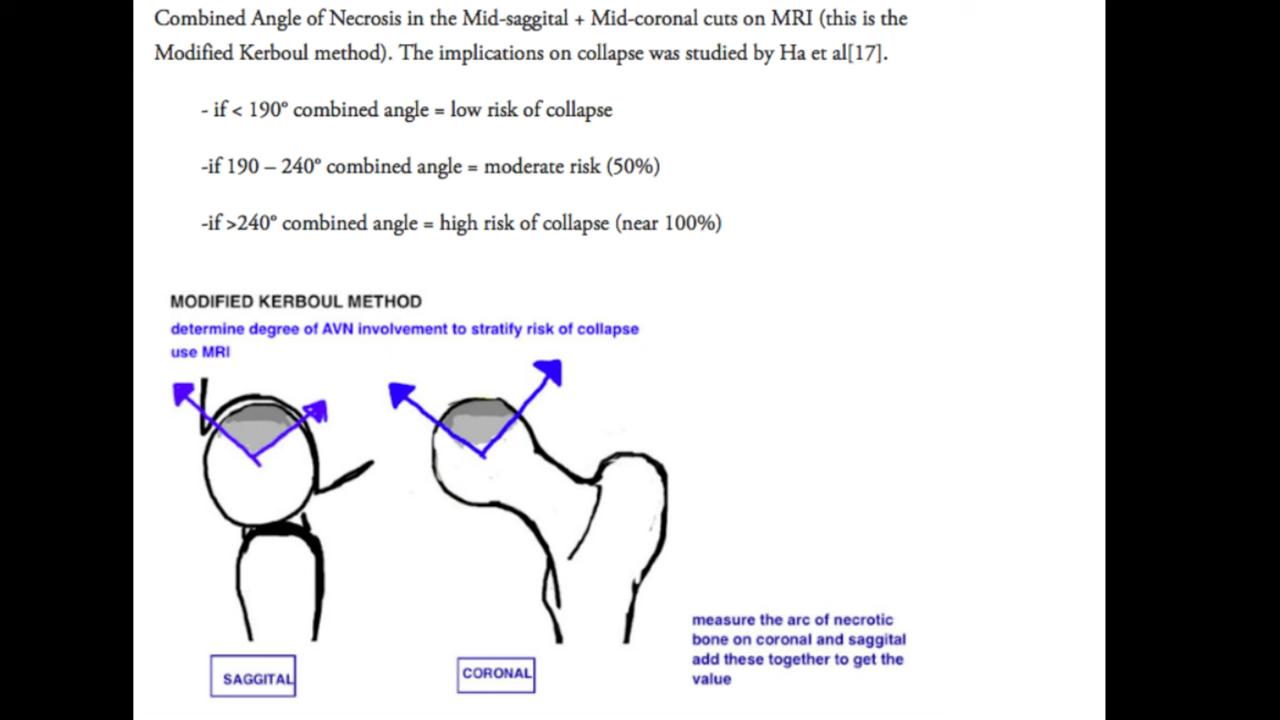 Combined Angle of Necrosis in the Mid-saggital + Mid-coronal cuts on MRI (this is the
Modified Kerboul method). The implications on collapse was studied by Ha et al[17].
- if < 190° combined angle = low risk of collapse
-if 190 – 240° combined angle = moderate risk (50%)
-if >240° combined angle = high risk of collapse (near 100%)
MODIFIED KERBOUL METHOD
determine degree of AVN involvement to stratify risk of collapse
use MRI
SAGGITAL
CORONAL
measure the arc of necrotic
bone on coronal and saggital
add these together to get the
value